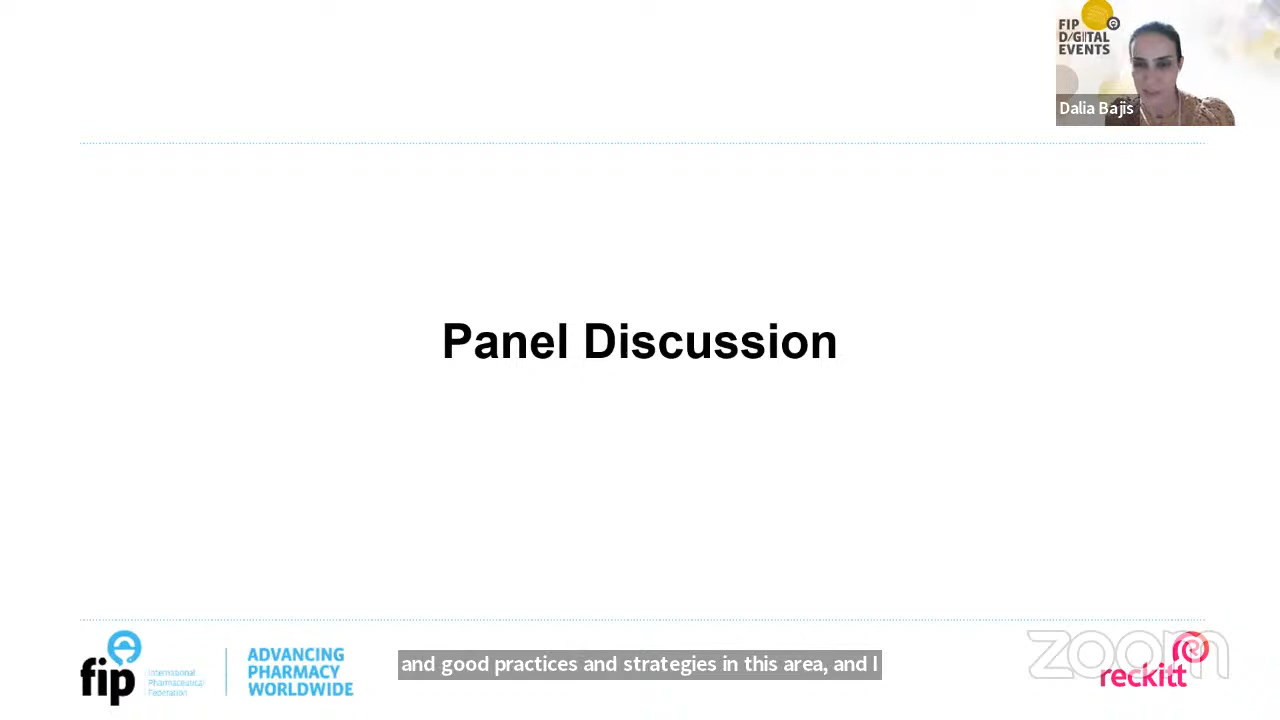 FIP
DIGITAL
EVENTS
Dalia Bajis
Panel Discussion
fip
International
Pharmaceutical
Federation
ADVANCING
PHARMACY
WORLDWIDE
and good practices and strategies in this area, and I
zoom
reckitt